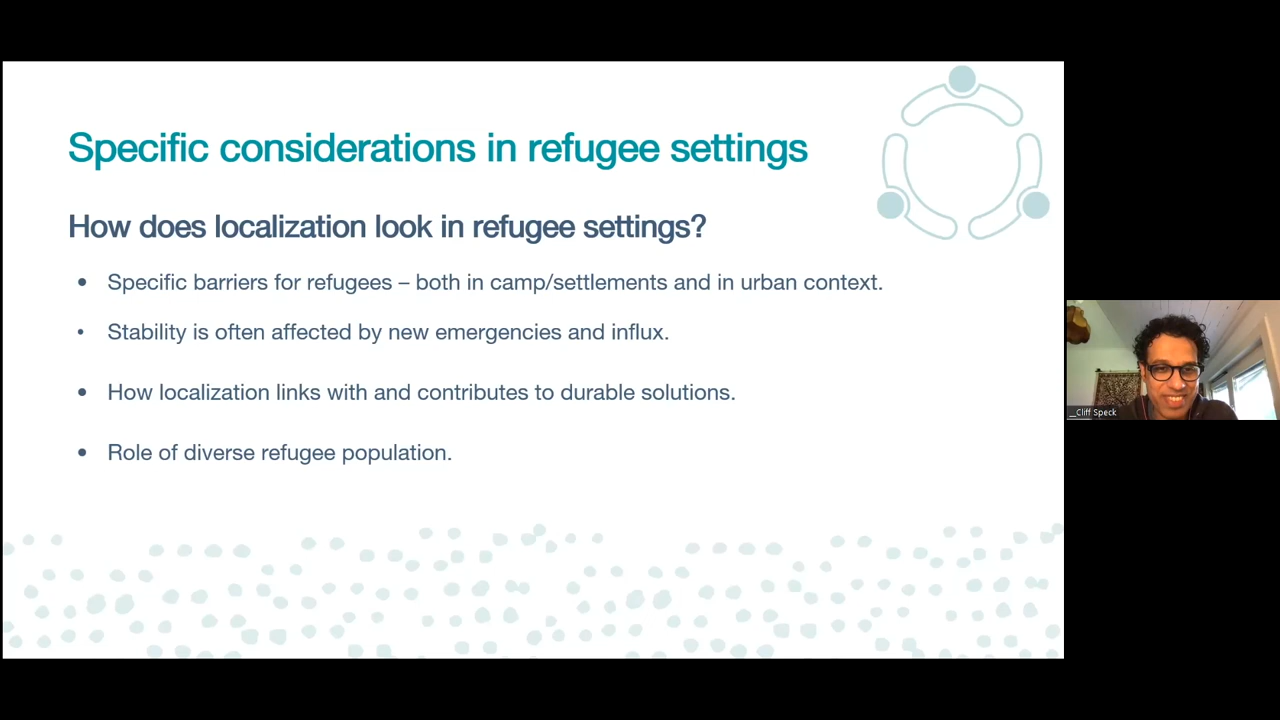 Specific considerations in refugee settings
How does localization look in refugee settings?
• Specific barriers for refugees – both in camp/settlements and in urban context.
• Stability is often affected by new emergencies and influx.
• How localization links with and contributes to durable solutions.
• Role of diverse refugee population.
__Cliff Speck